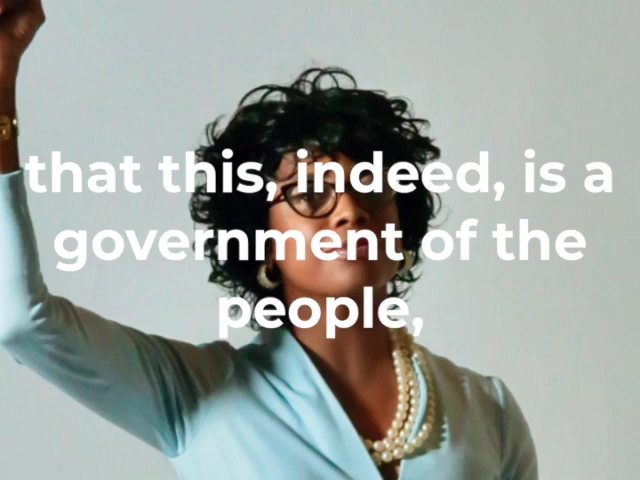 that this, indeed, is a
government of the
people,